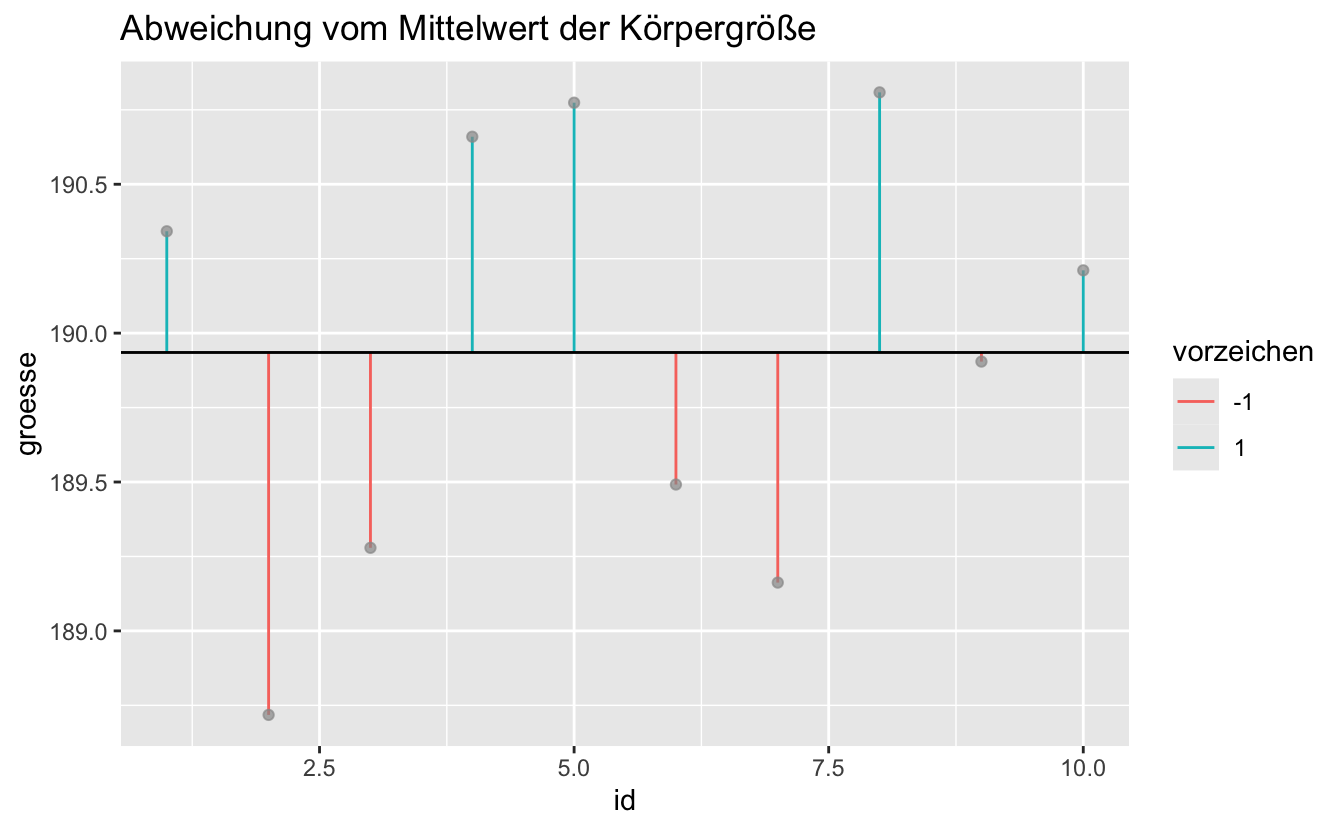 Abweichung vom Mittelwert der Körpergröße
groesse
190.5
190.0
189.5
189.0
2.5
5.0
7.5
10.0
id
vorzeichen
-1
1